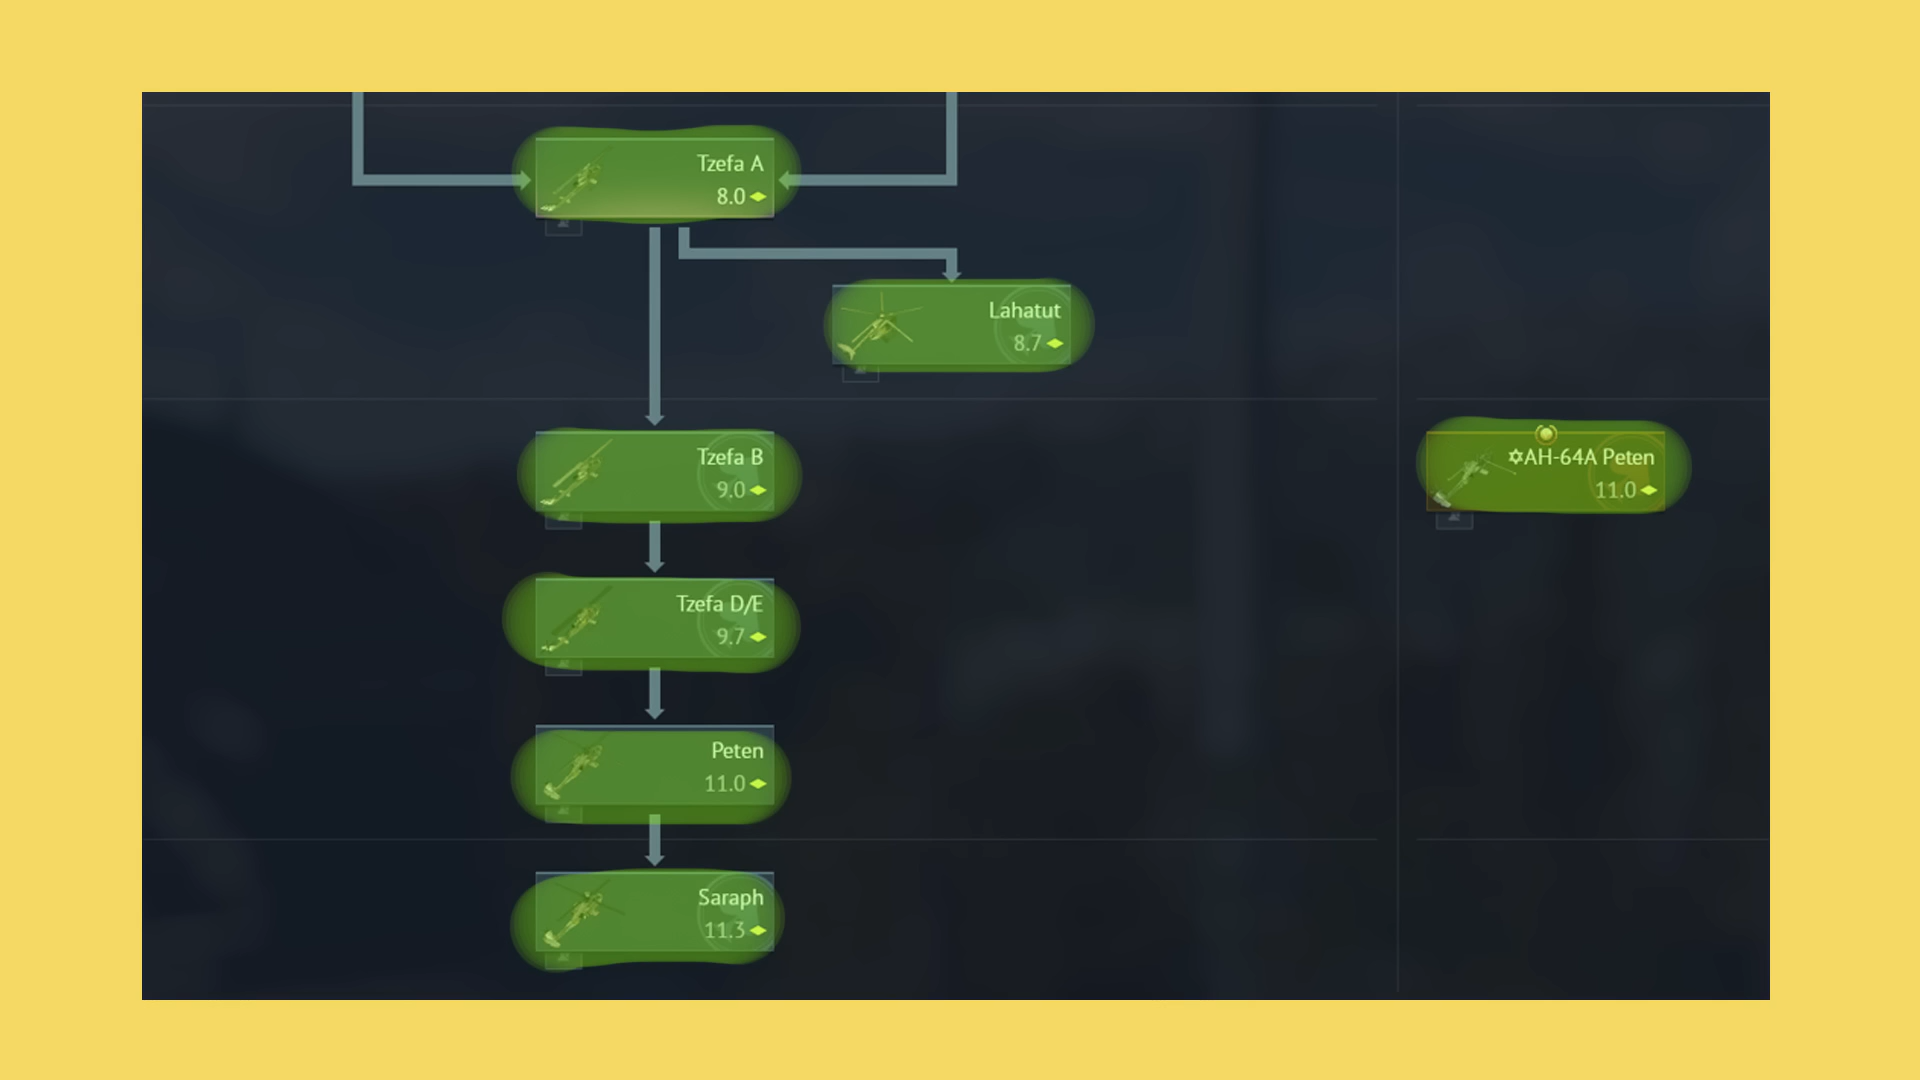 Tzefa A
8.0
Lahatut
8.7
Tzefa B
9.0
✡AH-64A Peten
11.0
Tzefa D/E
9.7
Peten
11.0
Saraph
11.3